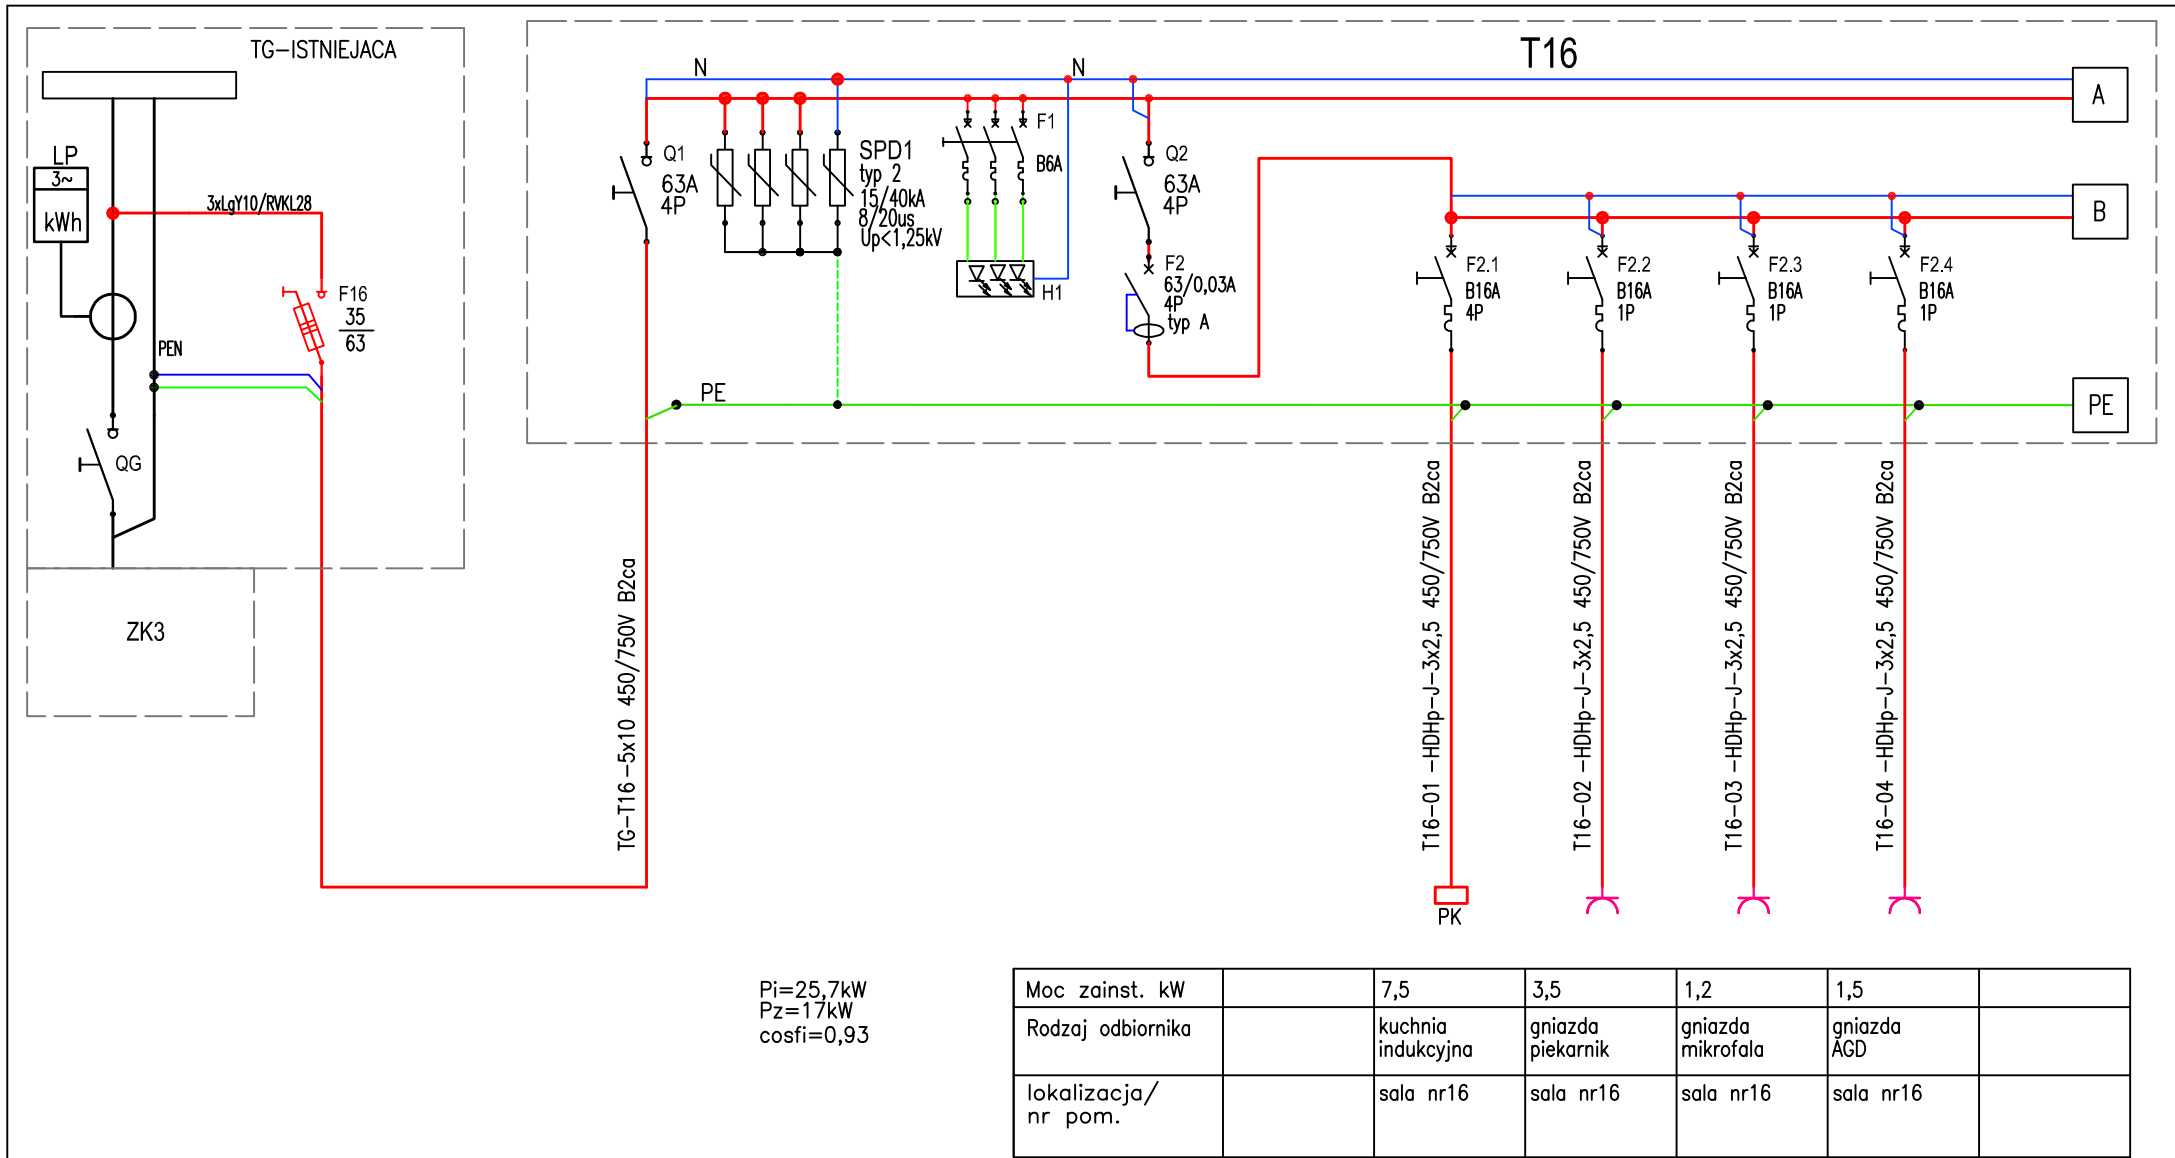 TG-ISTNIEJACA
LP
3~
kWh
3xLgY10/RVKL28
F16
35
63
PEN
QG
ZK3
T16
N
N
A
Q1
63A
4P
SPD1
typ 2
15/40kA
8/20us
Up<1,25kV
F1
B6A
H1
Q2
63A
4P
F2
63/0,03A
4P
typ A
B
F2.1
B16A
4P
F2.2
B16A
1P
F2.3
B16A
1P
F2.4
B16A
1P
PE
PE
TG-T16-5x10 450/750V B2ca
T16-01 -HDHp-J-3x2,5 450/750V B2ca
T16-02 -HDHp-J-3x2,5 450/750V B2ca
T16-03 -HDHp-J-3x2,5 450/750V B2ca
T16-04 -HDHp-J-3x2,5 450/750V B2ca
PK
Pi=25,7kW
Pz=17kW
cosfi=0,93
Moc zainst. kW 7,5 3,5 1,2 1,5
Rodzaj odbiornika kuchnia gniazda gniazda gniazda
indukcyjna piekarnik mikrofala AGD
lokalizacja/ sala nr16 sala nr16 sala nr16 sala nr16
nr pom.